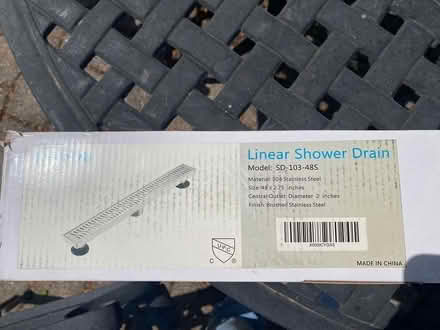 Linear Shower Drain
Model: SD-103-48S
Material: 304 Stainless Steel
Size: 48 x 2.75 inches
Central Outlet: Diameter 2 inches
Finish: Brushed Stainless Steel
UPC
C
MADE IN CHINA